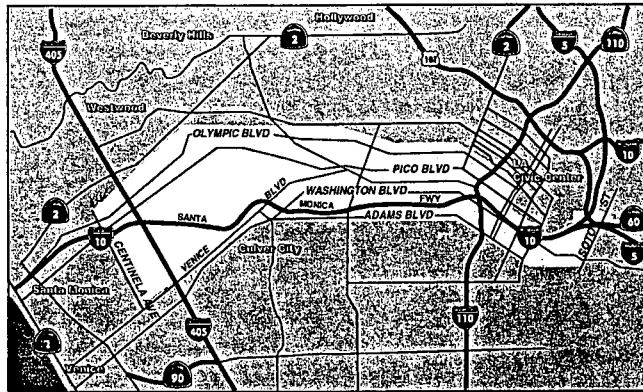 Hollywood
Beverly Hills
405
2
2
5
110
101
Westwood
OLYMPIC BLVD
10
PICO BLVD
L.A.
Civic Center
BLVD
WASHINGTON BLVD
2
SANTA MONICA FWY
ADAMS BLVD
10
CENTINELA AV
VENICE
Culver City
10
ST
60
5
Santa Monica
405
110
Venice
90